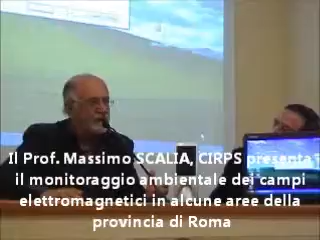 Il Prof. Massimo SCALIA, CIRPS presenta
il monitoraggio ambientale dei campi
elettromagnetici in alcune aree della
provincia di Roma